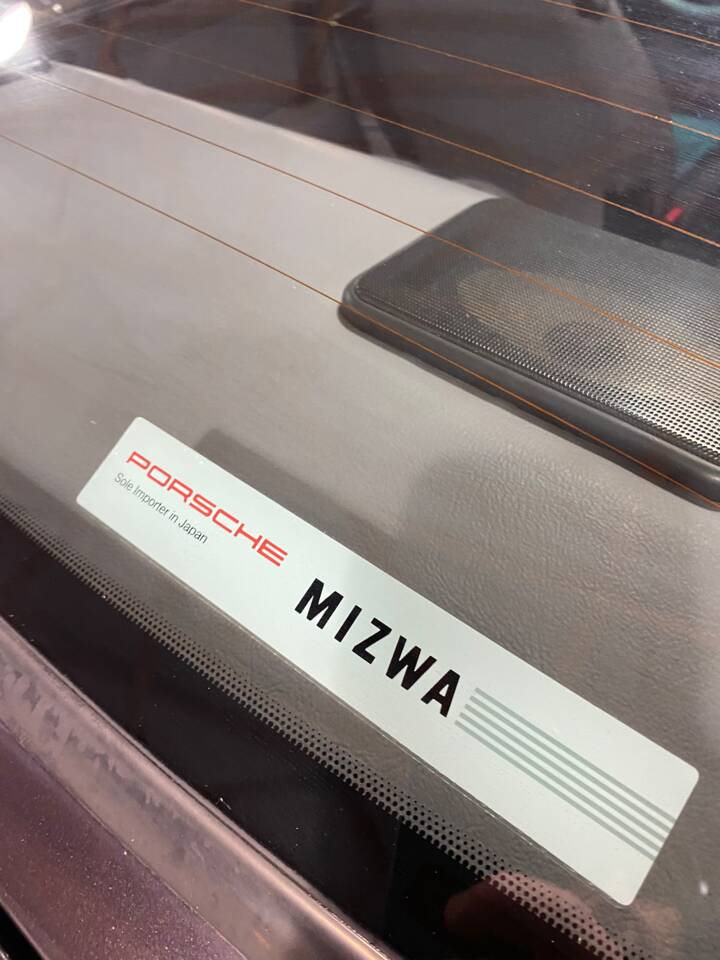 PORSCHE
Sole Importer in Japan
MIZWA